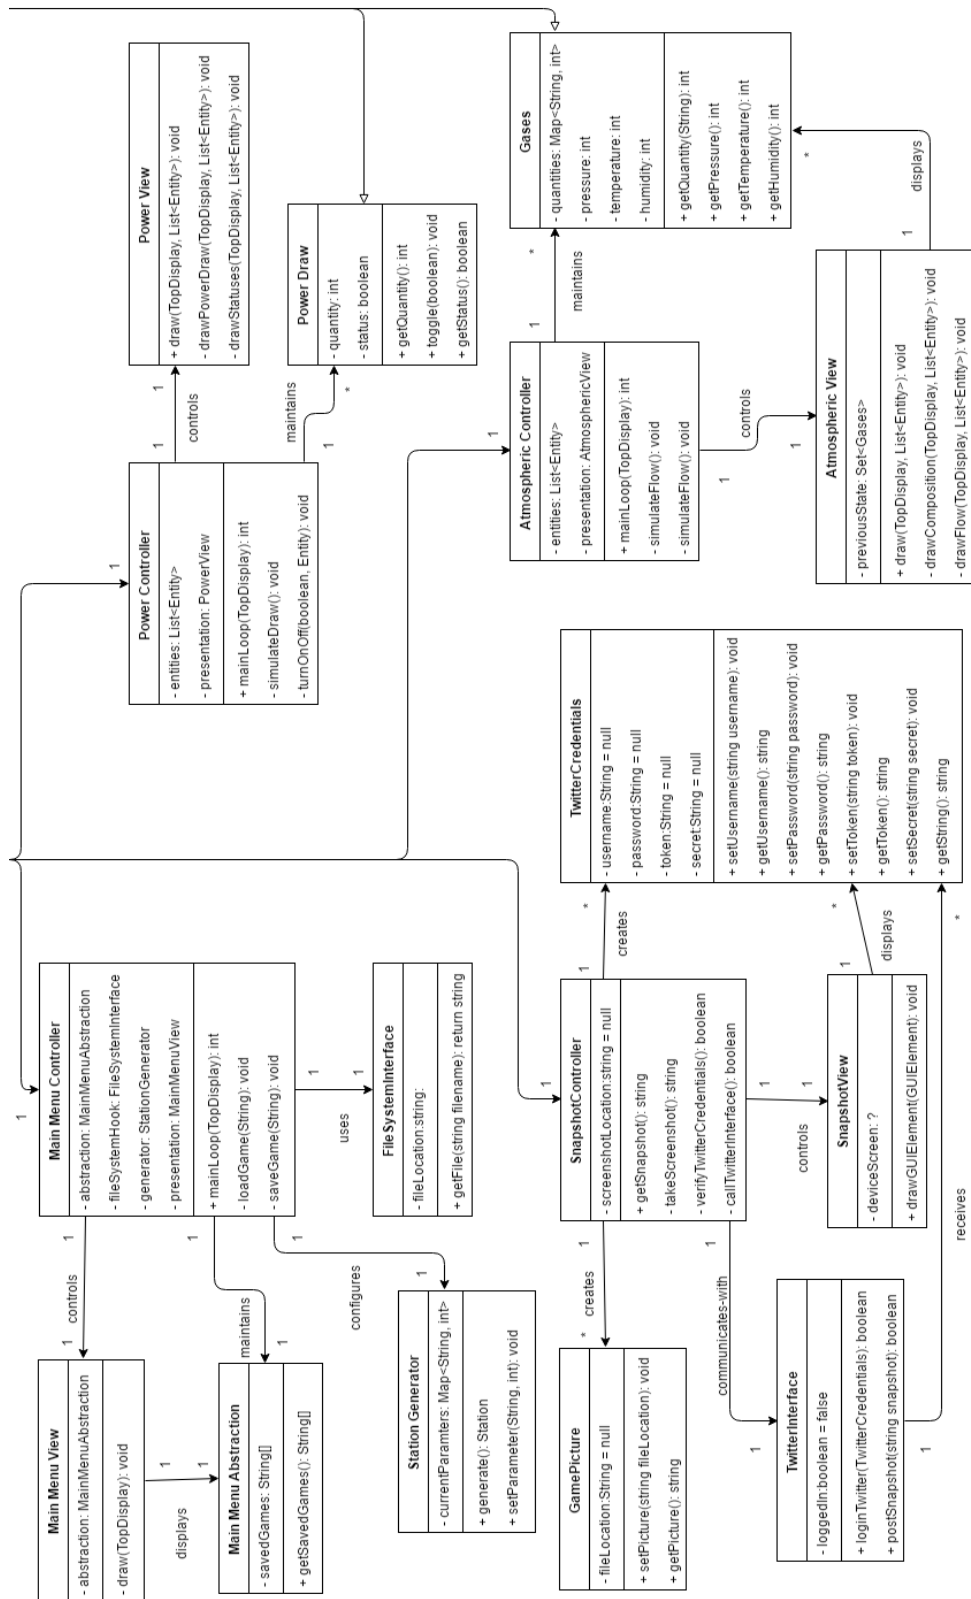 Main Menu View
- abstraction: MainMenuAbstraction
- draw(TopDisplay): void
1
controls
1
displays
1
1
Main Menu Abstraction
- savedGames: String[]
+ getSavedGames(): String[]
maintains
1
1
Main Menu Controller
- abstraction: MainMenuAbstraction
- fileSystemHook: FileSystemInterface
- generator: StationGenerator
- presentation: MainMenuView
+ mainLoop(TopDisplay): int
- loadGame(String): void
- saveGame(String): void
1
1
configures
1
Station Generator
- currentParamters: Map<String, int>
+ generate(): Station
+ setParameter(String, int): void
1
uses
1
FileSystemInterface
- fileLocation:string:
+ getFile(string filename): return string
Power Controller
- entities: List<Entity>
- presentation: PowerView
+ mainLoop(TopDisplay): int
- simulateDraw(): void
- turnOnOff(boolean, Entity): void
1
1
controls
1
Power View
+ draw(TopDisplay, List<Entity>): void
- drawPowerDraw(TopDisplay, List<Entity>): void
- drawStatuses(TopDisplay, List<Entity>): void
1
maintains
*
Power Draw
- quantity: int
- status: boolean
+ getQuantity(): int
+ toggle(boolean): void
+ getStatus(): boolean
GamePicture
- fileLocation:String = null
+ setPicture(string fileLocation): void
+ getPicture(): string
*
creates
1
SnapshotController
- screenshotLocation:string = null
+ getSnapshot(): string
- takeScreenshot(): string
- verifyTwitterCredentials(): boolean
- callTwitterInterface(): boolean
1
1
creates
*
TwitterCredentials
- username:String = null
- password:String = null
- token:String = null
- secret:String = null
+ setUsername(string username): void
+ getUsername(): string
+ setPassword(string password): void
+ getPassword(): string
+ setToken(string token): void
+ getToken(): string
+ setSecret(string secret): void
+ getString(): string
1
communicates-with
1
TwitterInterface
- loggedIn:boolean = false
+ loginTwitter(TwitterCredentials): boolean
+ postSnapshot(string snapshot): boolean
1
receives
*
1
controls
1
SnapshotView
- deviceScreen: ?
+ drawGUIElement(GUIElement): void
1
displays
*
Atmospheric Controller
- entities: List<Entity>
- presentation: AtmosphericView
+ mainLoop(TopDisplay): int
- simulateFlow(): void
- simulateFlow(): void
1
1
maintains
*
Gases
- quantities: Map<String, int>
- pressure: int
- temperature: int
- humidity: int
+ getQuantity(String): int
+ getPressure(): int
+ getTemperature(): int
+ getHumidity(): int
1
controls
1
Atmospheric View
- previousState: Set<Gases>
+ draw(TopDisplay, List<Entity>): void
- drawComposition(TopDisplay, List<Entity>): void
- drawFlow(TopDisplay, List<Entity>): void
1
displays
*